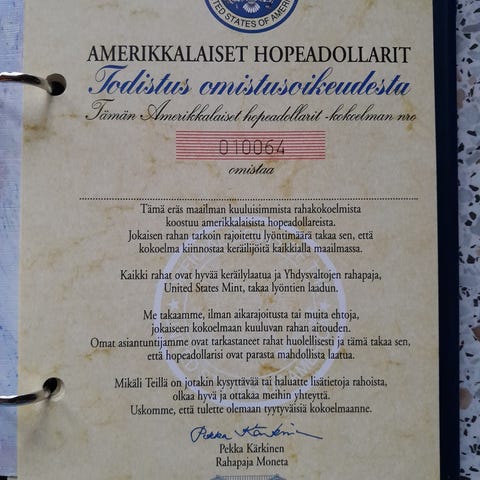 UNITED STATES OF AMERICA
AMERIKKALAISET HOPEADOLLARIT
Todistus omistusoikeudesta
Tämän Amerikkalaiset hopeadollarit -kokoelman nro
010064
omistaa
Tämä eräs maailman kuuluisimmista rahakokoelmista
koostuu amerikkalaisista hopeadollareista.
Jokaisen rahan tarkoin rajoitettu lyöntimäärä takaa sen, että
kokoelma kiinnostaa keräilijöitä kaikkialla maailmassa.
Kaikki rahat ovat hyvää keräilylaatua ja Yhdysvaltojen rahapaja,
United States Mint, takaa lyöntien laadun.
Me takaamme, ilman aikarajoitusta tai muita ehtoja,
jokaiseen kokoelmaan kuuluvan rahan aitouden.
Omat asiantuntijamme ovat tarkastaneet rahat huolellisesti ja tämä takaa sen,
että hopeadollarisi ovat parasta mahdollista laatua.
Mikäli Teillä on jotakin kysyttävää tai haluatte lisätietoja rahoista,
olkaa hyvä ja ottakaa meihin yhteyttä.
Uskomme, että tulette olemaan tyytyväisiä kokoelmaanne.
Pekka Kärkinen
Pekka Kärkinen
Rahapaja Moneta